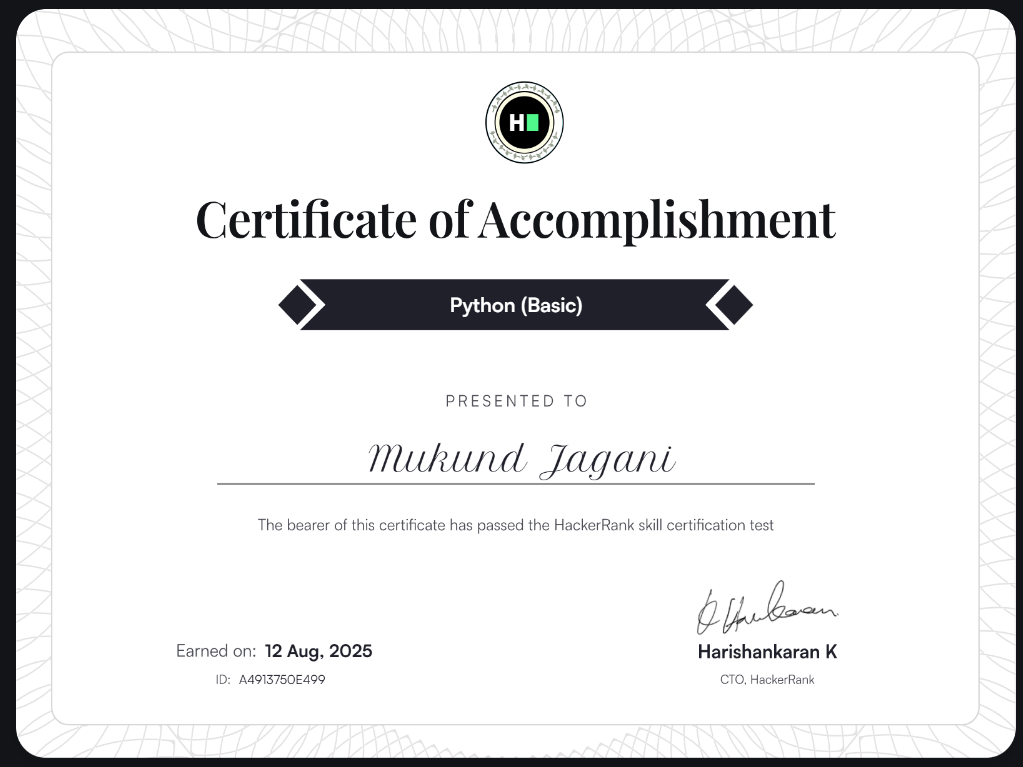 H
Certificate of Accomplishment
Python (Basic)
PRESENTED TO
Mukund Jagani
The bearer of this certificate has passed the HackerRank skill certification test
Earned on: 12 Aug, 2025
ID: A4913750E499
Harishankaran K
CTO, HackerRank